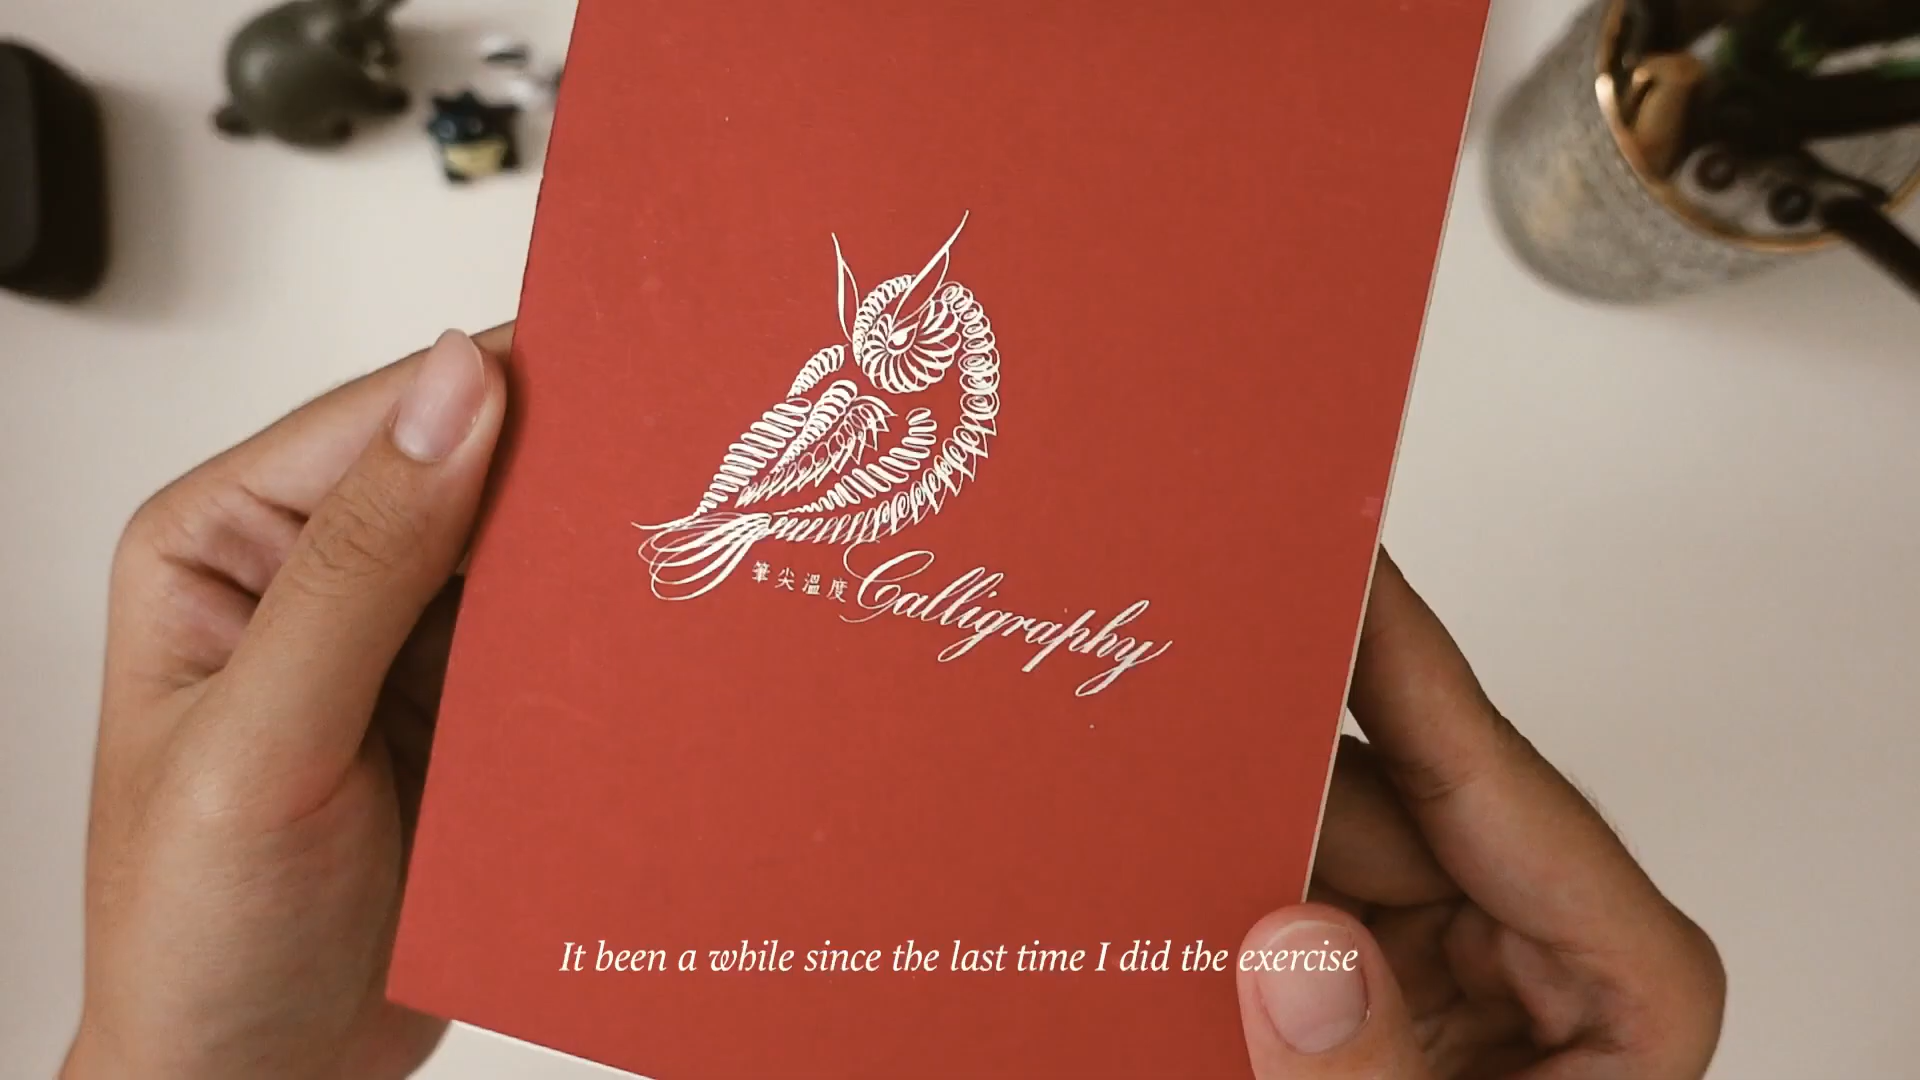 筆尖溫度 Calligraphy
It been a while since the last time I did the exercise